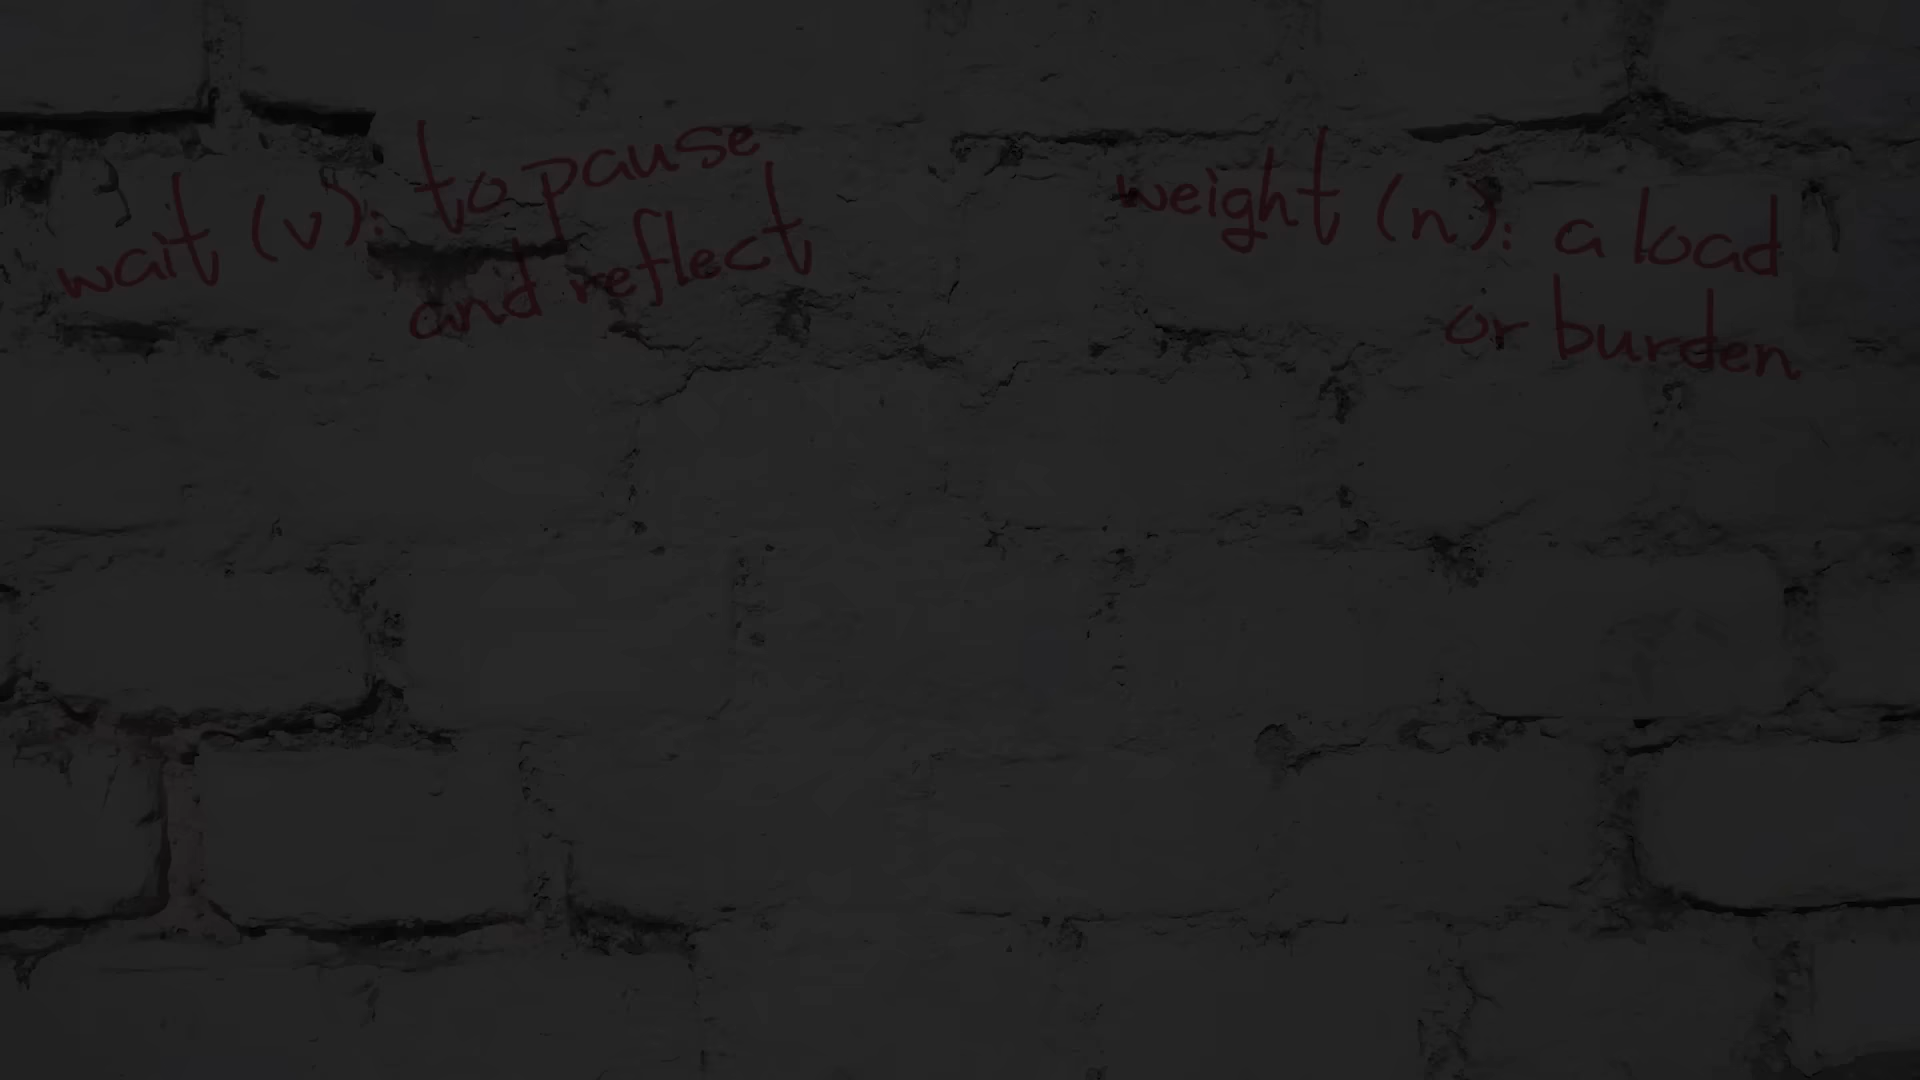 wait (v): to pause
and reflect
weight (n): a load
or burden